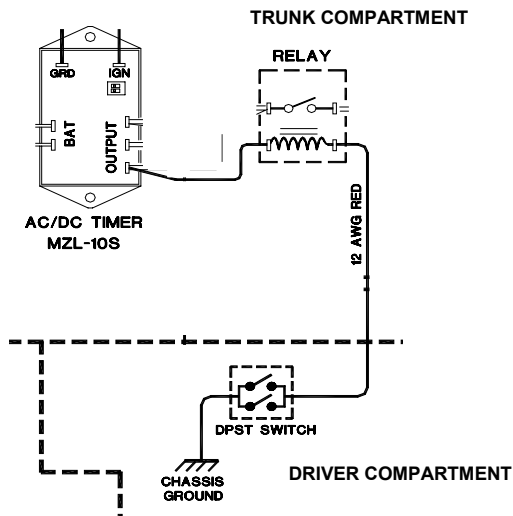 TRUNK COMPARTMENT
RELAY
GRD
IGN
BAT
OUTPUT
AC/DC TIMER
MZL-10S
12 AWG RED
DPST SWITCH
CHASSIS
GROUND
DRIVER COMPARTMENT